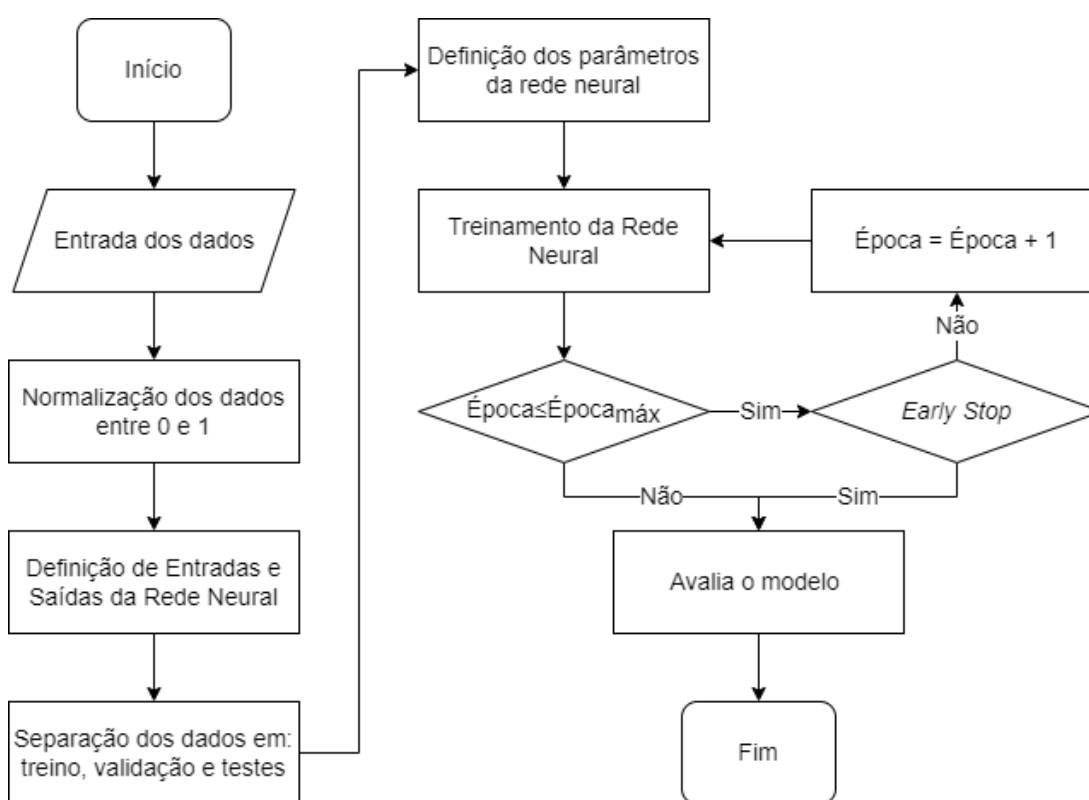 Início
Entrada dos dados
Normalização dos dados
entre 0 e 1
Definição de Entradas e
Saídas da Rede Neural
Separação dos dados em:
treino, validação e testes
Definição dos parâmetros
da rede neural
Treinamento da Rede
Neural
Época≤Épocamáx
Sim
Early Stop
Não
Época = Época + 1
Não
Sim
Avalia o modelo
Fim